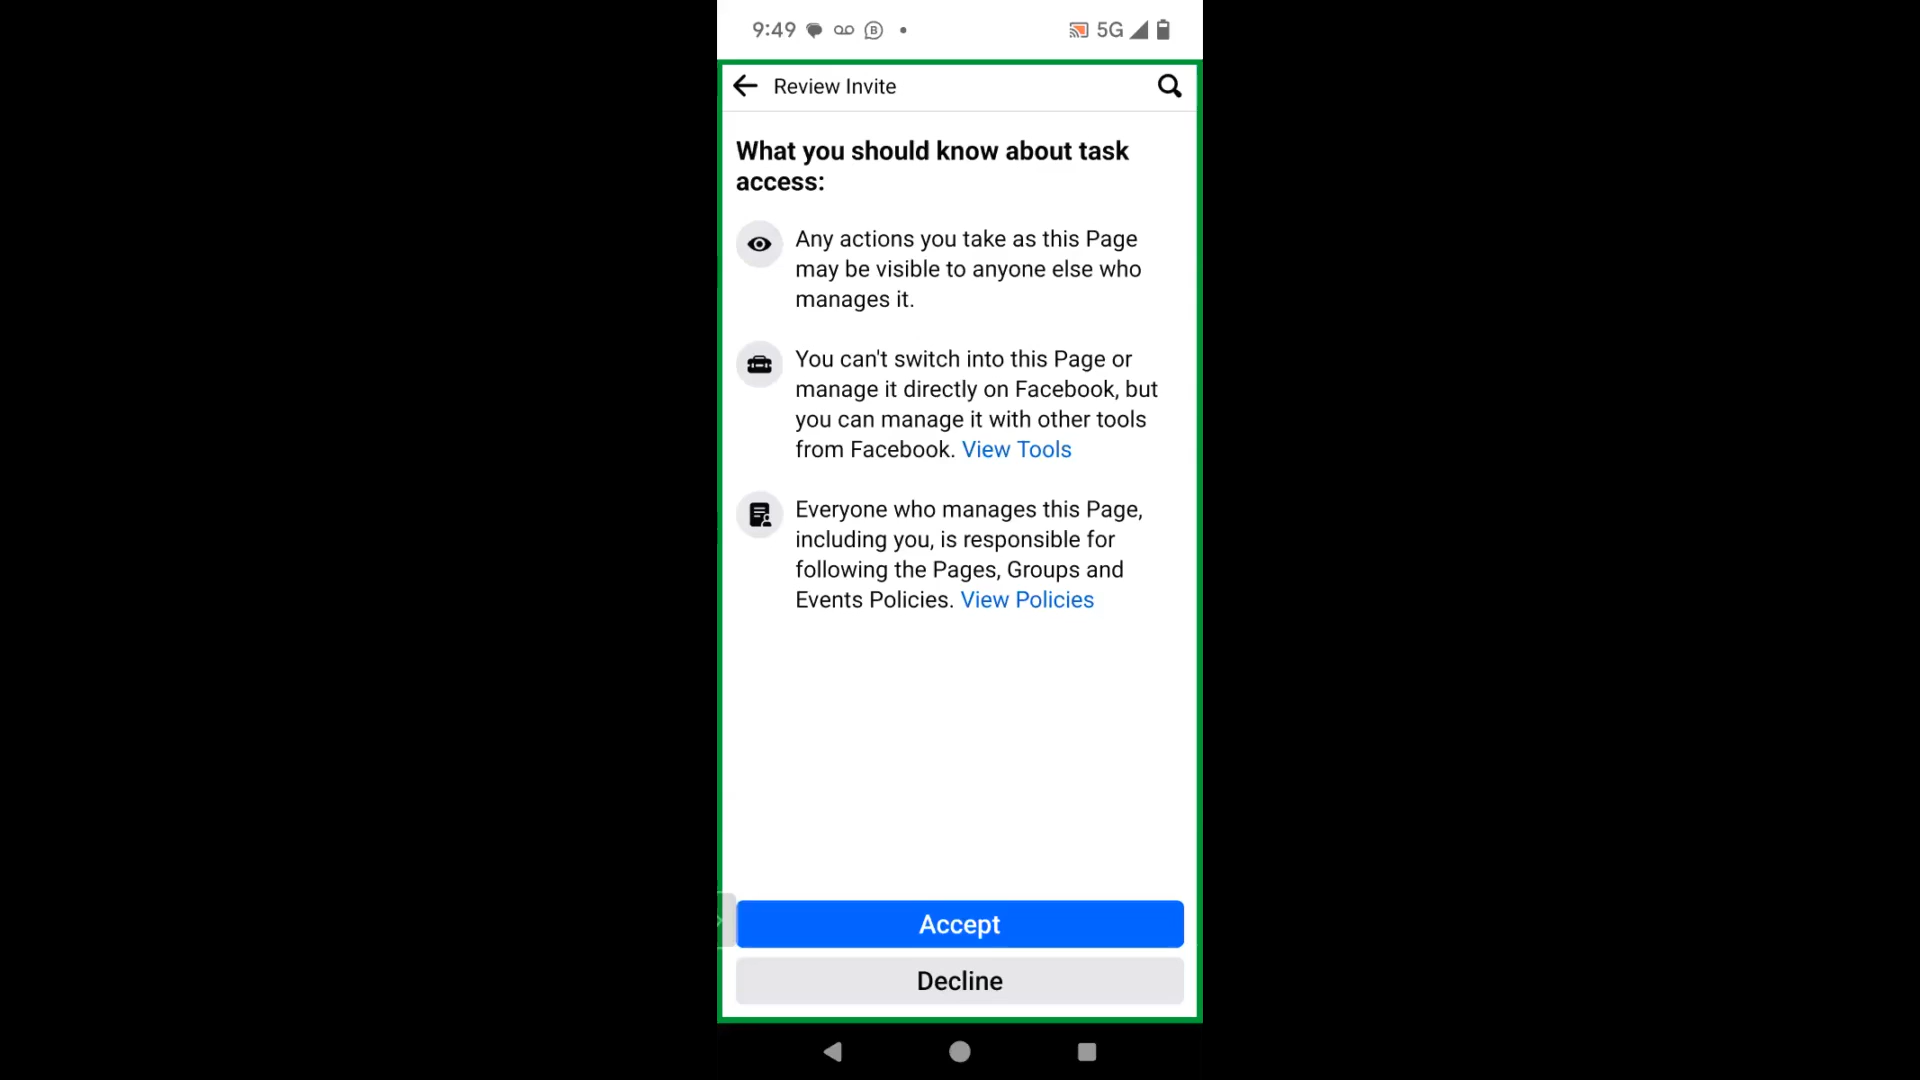 9:49
5G
Review Invite
What you should know about task
access:
Any actions you take as this Page
may be visible to anyone else who
manages it.
You can't switch into this Page or
manage it directly on Facebook, but
you can manage it with other tools
from Facebook. View Tools
Everyone who manages this Page,
including you, is responsible for
following the Pages, Groups and
Events Policies. View Policies
Accept
Decline